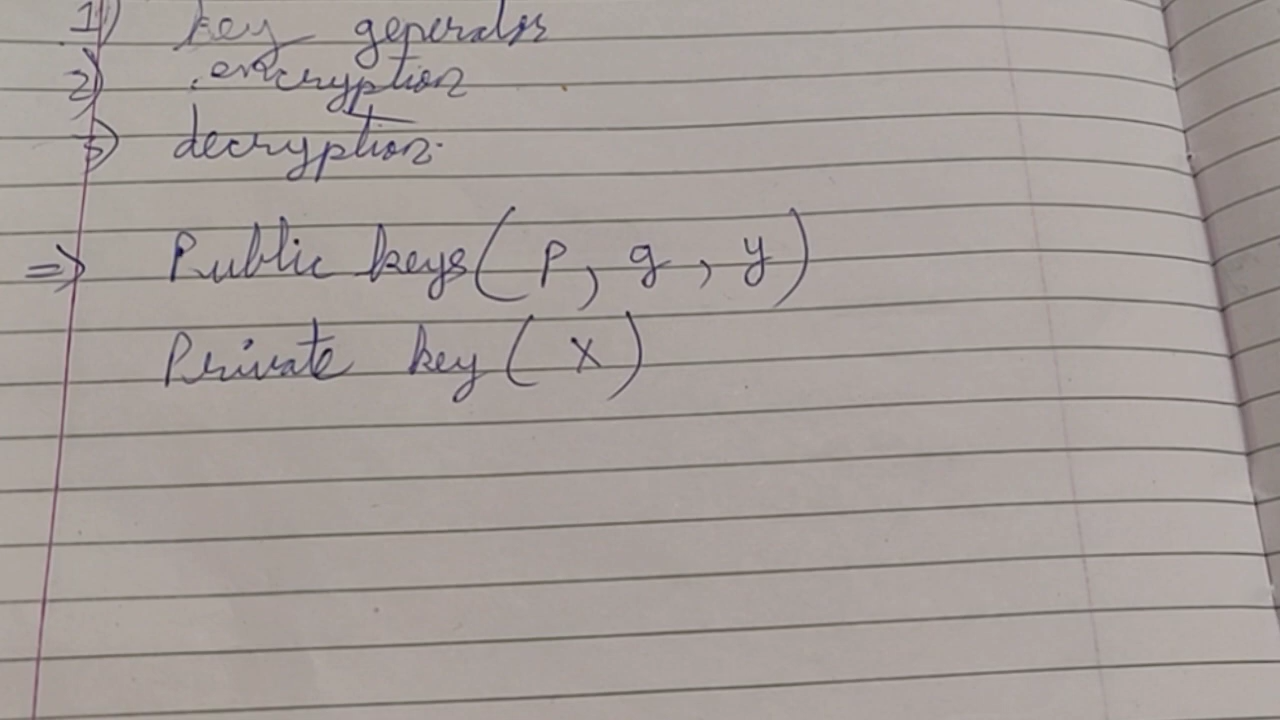 1) key generator
2) encryption
3) decryption.
=> Public keys (P, g, y)
Private key (x)